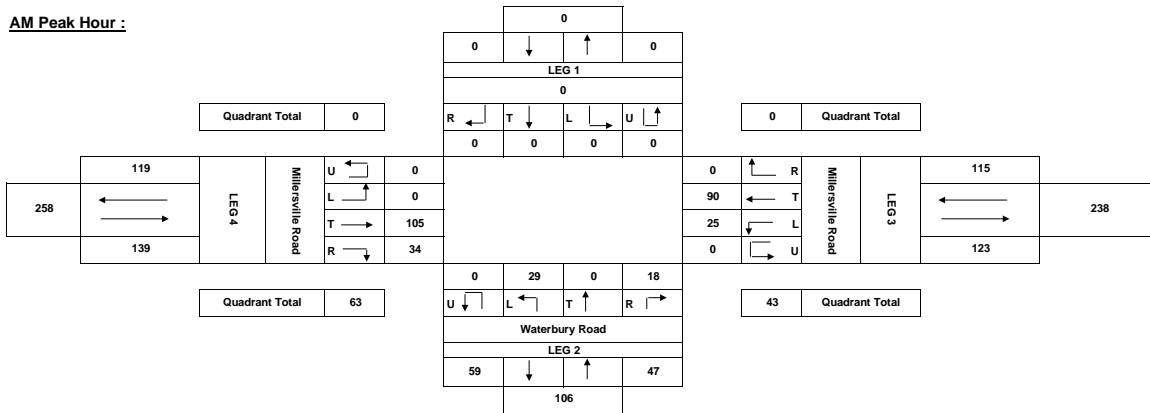 AM Peak Hour :
0
0 0
LEG 1
0
Quadrant Total 0
R T L U
0 Quadrant Total
0 0 0 0
119
U 0
0 R
115
258
LEG 4
Millersville Road
L 0
90 T
Millersville Road
LEG 3
238
T 105
25 L
139
R 34
0 U
123
0 29 0 18
Quadrant Total 63
U L T R
43 Quadrant Total
Waterbury Road
LEG 2
59 47
106